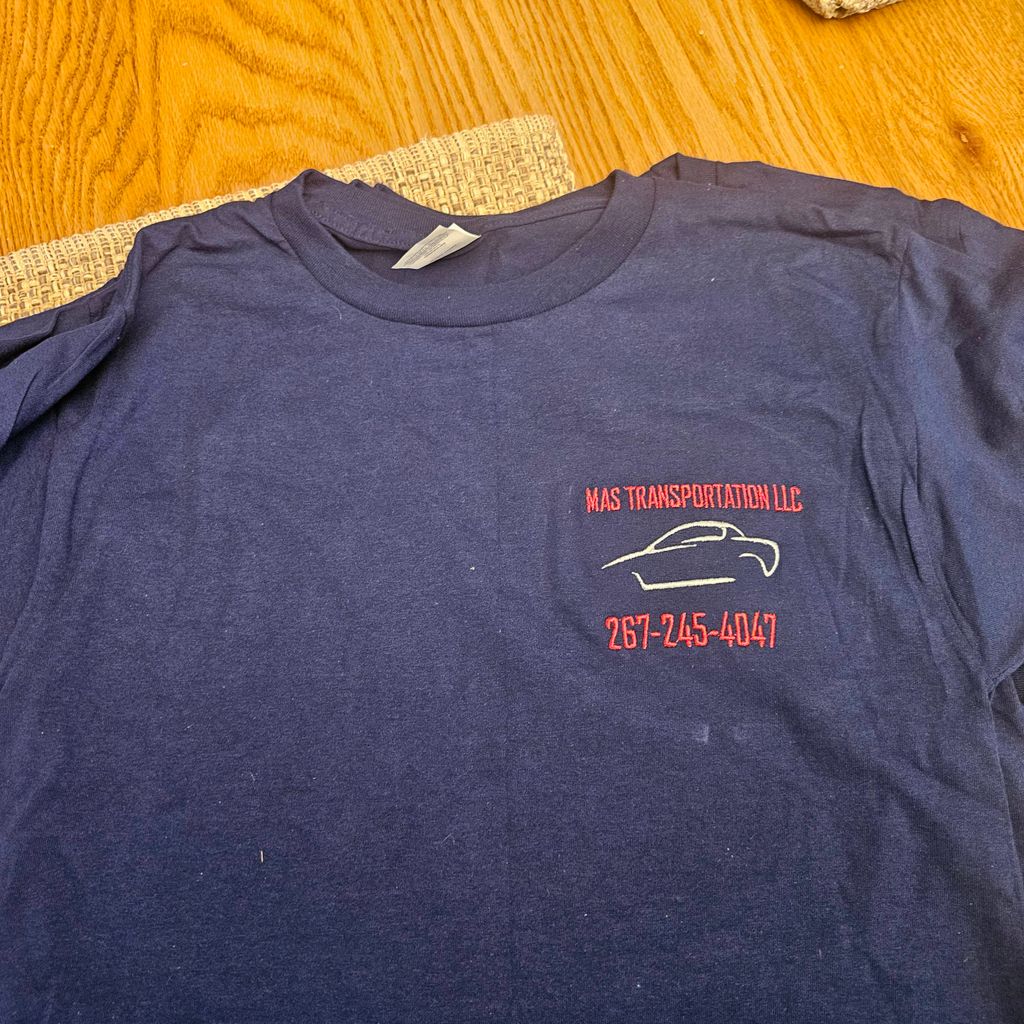 MAS TRANSPORTATION LLC
267-245-4047